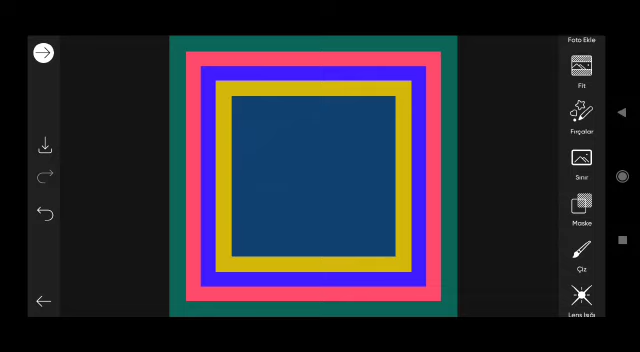 Foto Ekle
Fit
Fırçalar
Sınır
Maske
Çiz
Lens Işığı